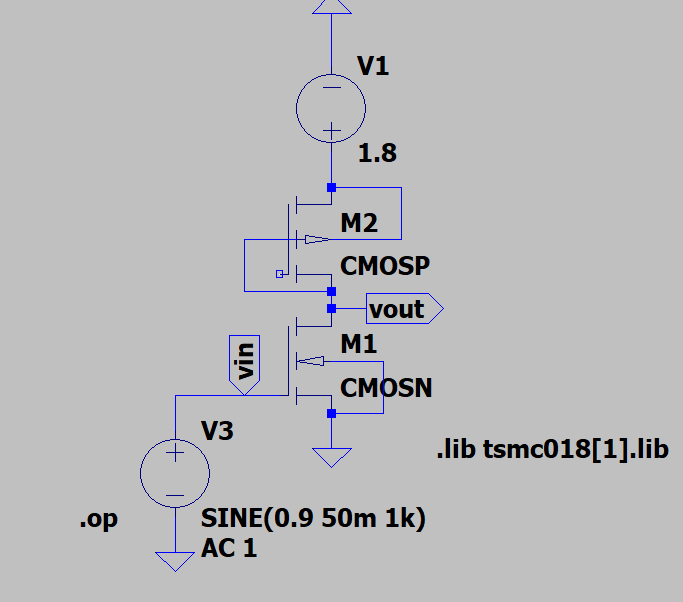 V1
1.8
M2
CMOSP
vout
M1
vin
CMOSN
V3
.lib tsmc018[1].lib
.op
SINE(0.9 50m 1k)
AC 1